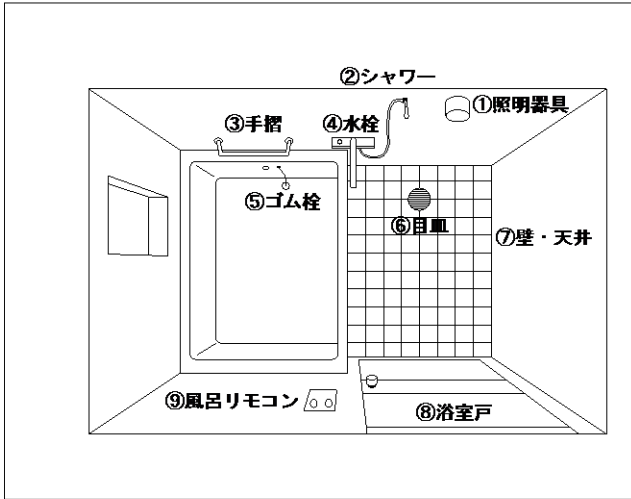 ②シャワー
①照明器具
③手摺
④水栓
⑤ゴム栓
⑥目皿
⑦壁・天井
⑨風呂リモコン
⑧浴室戸